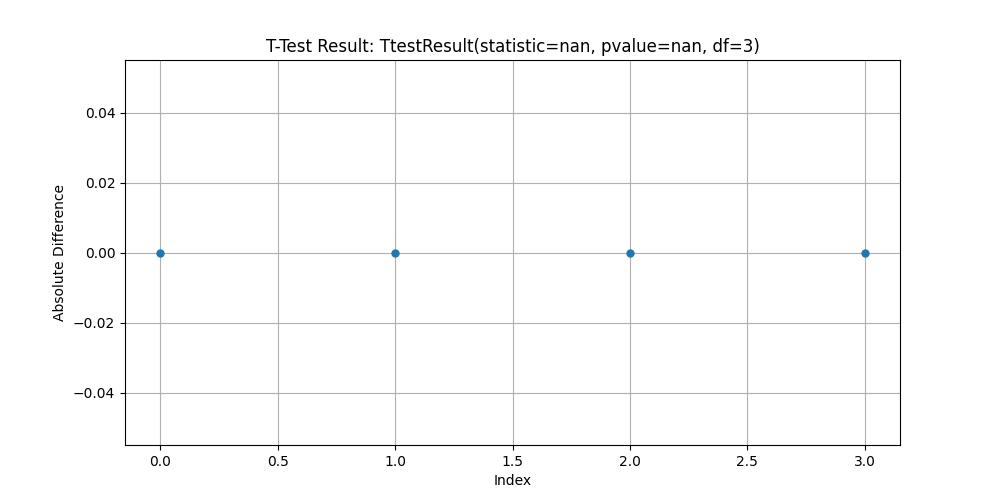 T-Test Result: TtestResult(statistic=nan, pvalue=nan, df=3)
Absolute Difference
0.04
0.02
0.00
−0.02
−0.04
0.0 0.5 1.0 1.5 2.0 2.5 3.0
Index